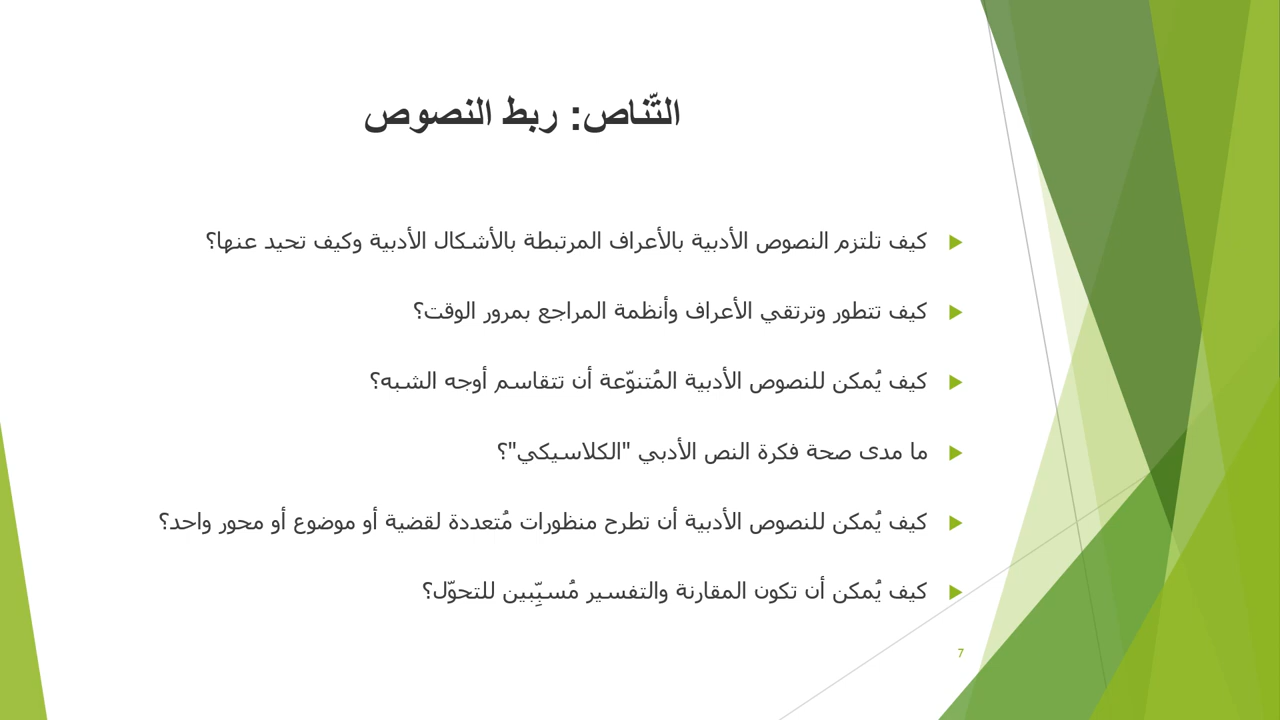 التّناص: ربط النصوص
كيف تلتزم النصوص الأدبية بالأعراف المرتبطة بالأشكال الأدبية وكيف تحيد عنها؟
كيف تتطور وترتقي الأعراف وأنظمة المراجع بمرور الوقت؟
كيف يُمكن للنصوص الأدبية المُتنوّعة أن تتقاسم أوجه الشبه؟
ما مدى صحة فكرة النص الأدبي "الكلاسيكي"؟
كيف يُمكن للنصوص الأدبية أن تطرح منظورات مُتعددة لقضية أو موضوع أو محور واحد؟
كيف يُمكن أن تكون المقارنة والتفسير مُسبِّبين للتحوّل؟
7